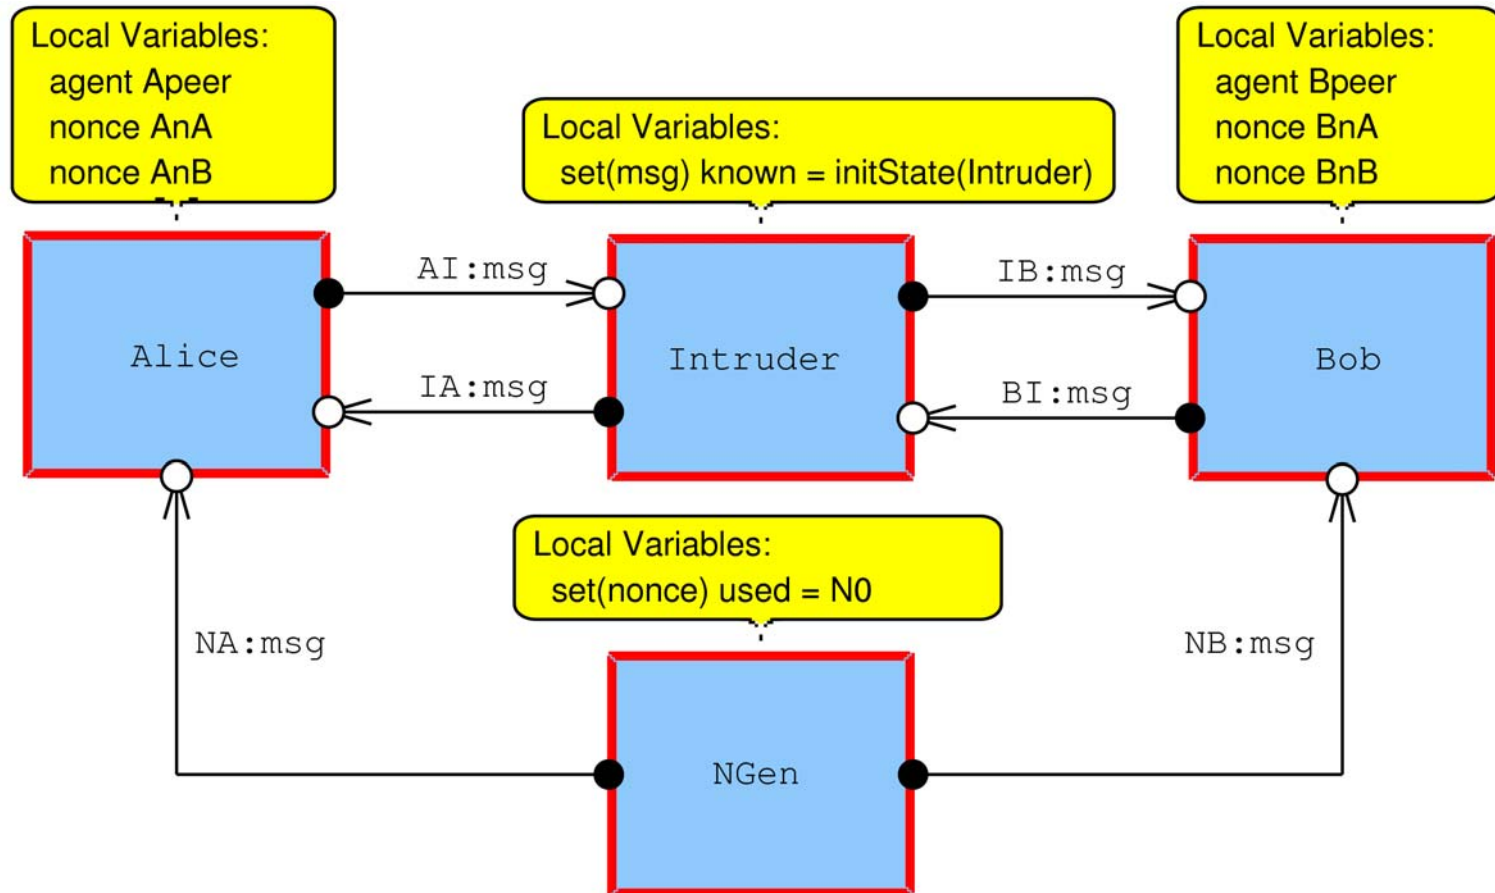 Local Variables:
agent Apeer
nonce AnA
nonce AnB
Local Variables:
set(msg) known = initState(Intruder)
Local Variables:
agent Bpeer
nonce BnA
nonce BnB
AI:msg
IB:msg
Alice
Intruder
Bob
IA:msg
BI:msg
Local Variables:
set(nonce) used = N0
NA:msg
NB:msg
NGen